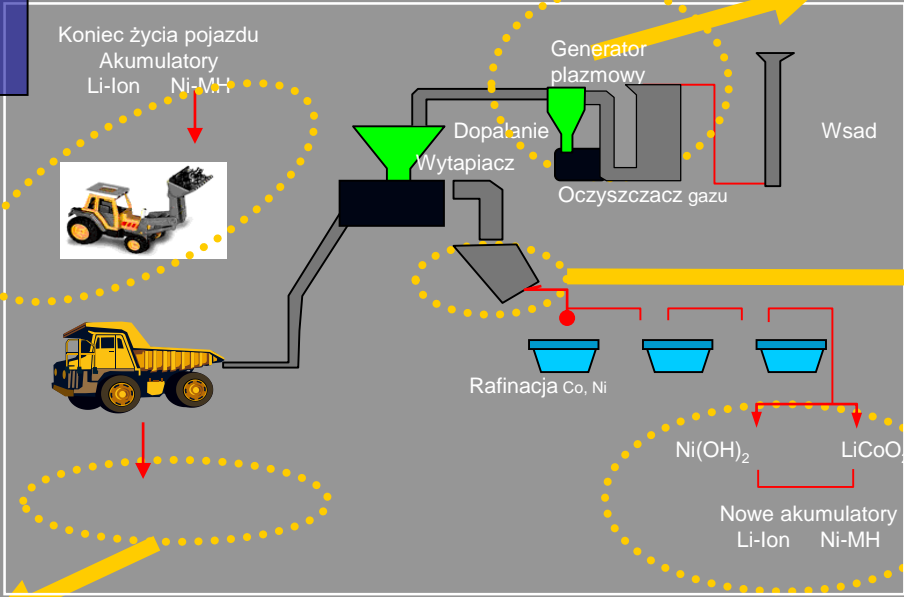 Koniec życia pojazdu
Akumulatory
Li-Ion Ni-MH
Generator
plazmowy
Dopalanie
Wsad
Wytapiacz
Oczyszczacz gazu
Rafinacja Co, Ni
Ni(OH)₂ LiCoO₂
Nowe akumulatory
Li-Ion Ni-MH